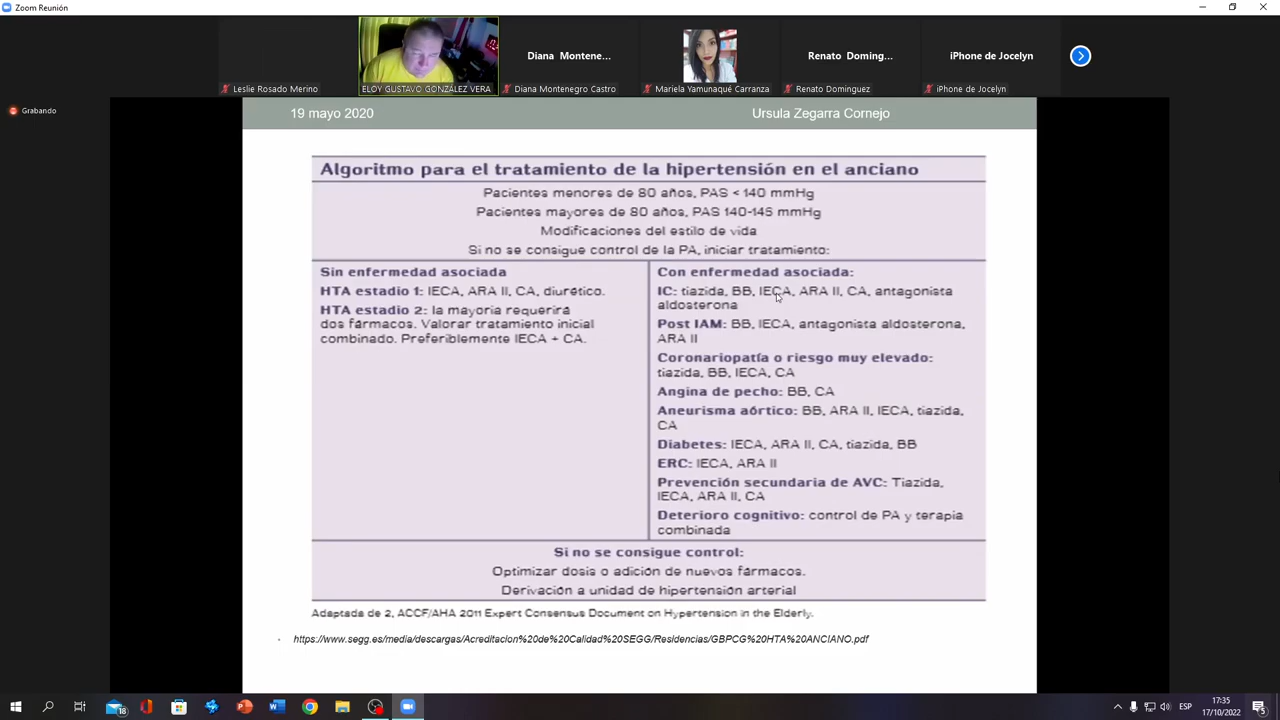 Zoom Reunión
Diana Montene...
Renato Doming...
iPhone de Jocelyn
Leslie Rosado Merino
ELOY GUSTAVO GONZALEZ VERA
Diana Montenegro Castro
Mariela Yamunaqué Carranza
Renato Dominguez
iPhone de Jocelyn
Grabando
19 mayo 2020
Ursula Zegarra Cornejo
Algoritmo para el tratamiento de la hipertensión en el anciano
Pacientes menores de 80 años, PAS < 140 mmHg
Pacientes mayores de 80 años, PAS 140-145 mmHg
Modificaciones del estilo de vida
Si no se consigue control de la PA, iniciar tratamiento:
Sin enfermedad asociada
HTA estadio 1: IECA, ARA II, CA, diurético.
HTA estadio 2: la mayoría requerirá
dos fármacos. Valorar tratamiento inicial
combinado. Preferiblemente IECA + CA.
Con enfermedad asociada:
IC: tiazida, BB, IECA, ARA II, CA, antagonista
aldosterona
Post IAM: BB, IECA, antagonista aldosterona,
ARA II
Coronariopatía o riesgo muy elevado:
tiazida, BB, IECA, CA
Angina de pecho: BB, CA
Aneurisma aórtico: BB, ARA II, IECA, tiazida,
CA
Diabetes: IECA, ARA II, CA, tiazida, BB
ERC: IECA, ARA II
Prevención secundaria de AVC: Tiazida,
IECA, ARA II, CA
Deterioro cognitivo: control de PA y terapia
combinada
Si no se consigue control:
Optimizar dosis o adición de nuevos fármacos.
Derivación a unidad de hipertensión arterial
Adaptada de 2, ACCF/AHA 2011 Expert Consensus Document on Hypertension in the Elderly.
https://www.segg.es/media/descargas/Acreditacion%20de%20Calidad%20SEGG/Residencias/GBPCG%20HTA%20ANCIANO.pdf
18
ESP
17:35
17/10/2022
5